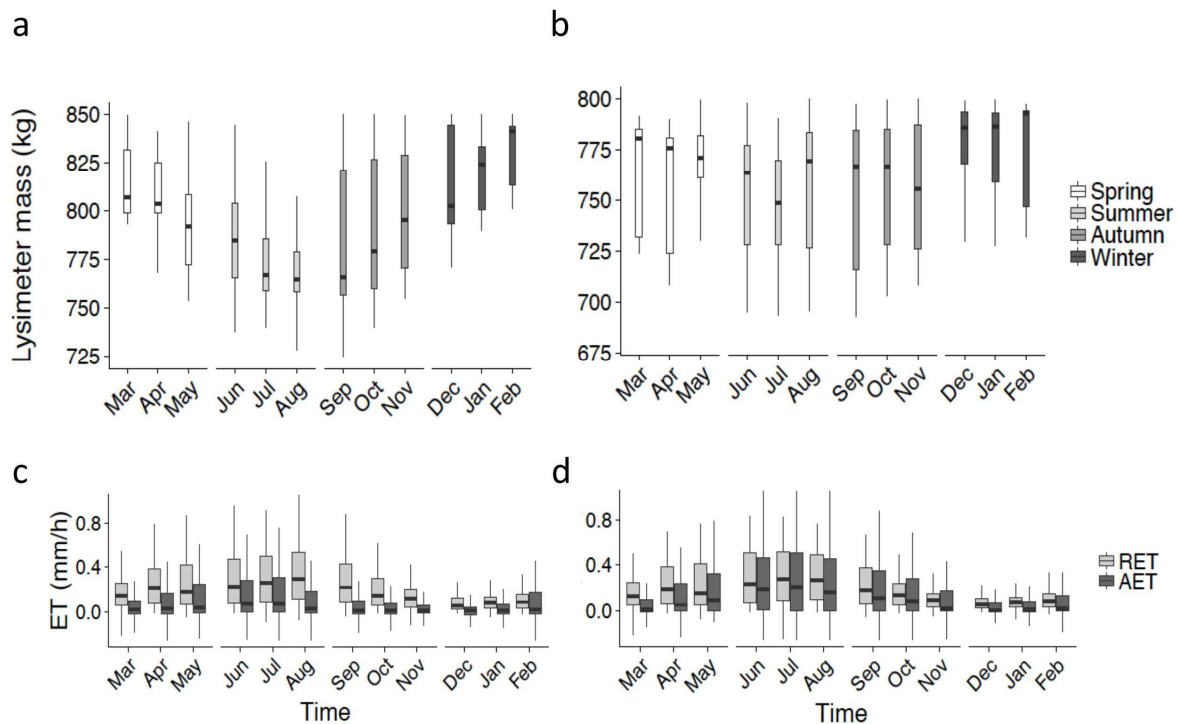 a
b
Lysimeter mass (kg)
850
825
800
775
750
725
Mar Apr May Jun Jul Aug Sep Oct Nov Dec Jan Feb
800
775
750
725
700
675
Mar Apr May Jun Jul Aug Sep Oct Nov Dec Jan Feb
Spring
Summer
Autumn
Winter
c
d
ET (mm/h)
0.8
0.4
0.0
Mar Apr May Jun Jul Aug Sep Oct Nov Dec Jan Feb
Time
0.8
0.4
0.0
Mar Apr May Jun Jul Aug Sep Oct Nov Dec Jan Feb
Time
RET
AET